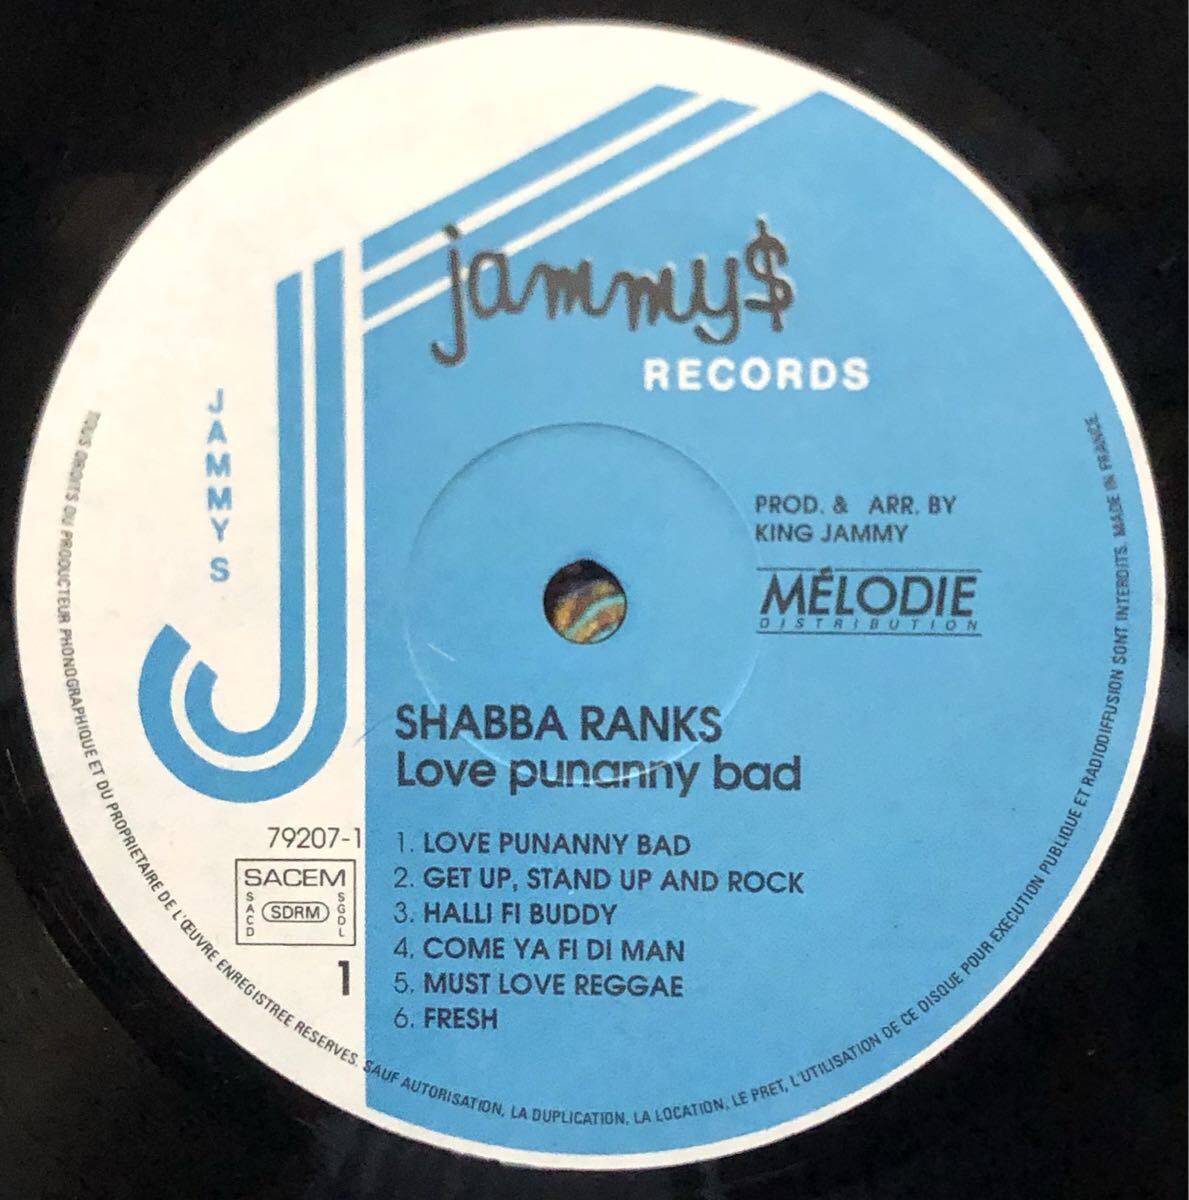 jammy$
RECORDS
JAMMYS
PROD. & ARR. BY
KING JAMMY
MÉLODIE
DISTRIBUTION
SHABBA RANKS
Love punanny bad
79207-1
SACEM
SACD
SDRM
SGDL
1
1. LOVE PUNANNY BAD
2. GET UP, STAND UP AND ROCK
3. HALLI FI BUDDY
4. COME YA FI DI MAN
5. MUST LOVE REGGAE
6. FRESH
TOUS DROITS DU PRODUCTEUR PHONOGRAPHIQUE ET DU PROPRIETAIRE DE L'ŒUVRE ENREGISTREE RESERVES. SAUF AUTORISATION, LA DUPLICATION, LA LOCATION, LE PRET, L'UTILISATION DE CE DISQUE POUR EXECUTION PUBLIQUE ET RADIODIFFUSION SONT INTERDITS. MADE IN FRANCE.